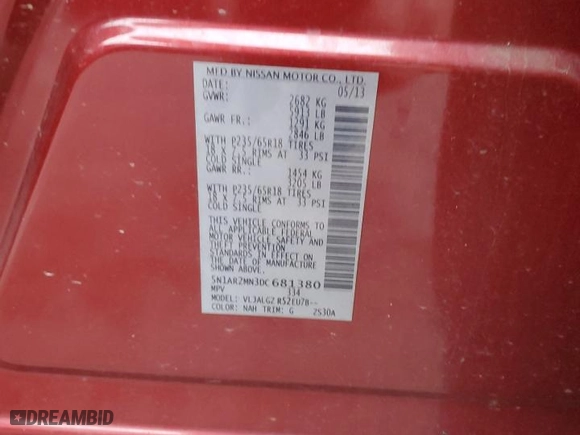 MFD BY NISSAN MOTOR CO., LTD.
DATE: 05/13
GVWR: 2682 KG
5913 LB
GAWR FR.: 1291 KG
2846 LB
WITH P235/65R18 TIRES
18 x 7.5 RIMS AT 33 PSI
COLD SINGLE
GAWR RR.: 1454 KG
3205 LB
WITH P235/65R18 TIRES
18 x 7.5 RIMS AT 33 PSI
COLD SINGLE
THIS VEHICLE CONFORMS TO
ALL APPLICABLE FEDERAL
MOTOR VEHICLE SAFETY AND
THEFT PREVENTION
STANDARDS IN EFFECT ON
THE DATE OF MANUFACTURE
SHOWN ABOVE.
5N1AR2MN3DC681380
MPV 134
MODEL: VLJALGZ R52EU7B--
COLOR: NAH TRIM: G 2S30A
DREAMBID